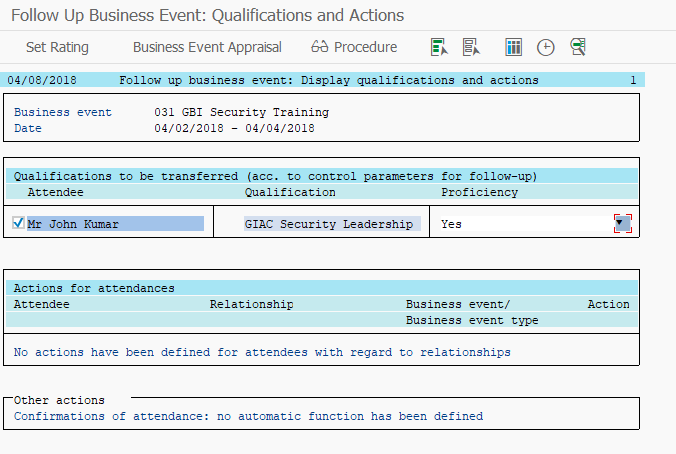 Follow Up Business Event: Qualifications and Actions
Set Rating Business Event Appraisal Procedure
04/08/2018 Follow up business event: Display qualifications and actions 1
Business event 031 GBI Security Training
Date 04/02/2018 - 04/04/2018
Qualifications to be transferred (acc. to control parameters for follow-up)
Attendee Qualification Proficiency
Mr John Kumar GIAC Security Leadership Yes
Actions for attendances
Attendee Relationship Business event/ Action
Business event type
No actions have been defined for attendees with regard to relationships
Other actions
Confirmations of attendance: no automatic function has been defined